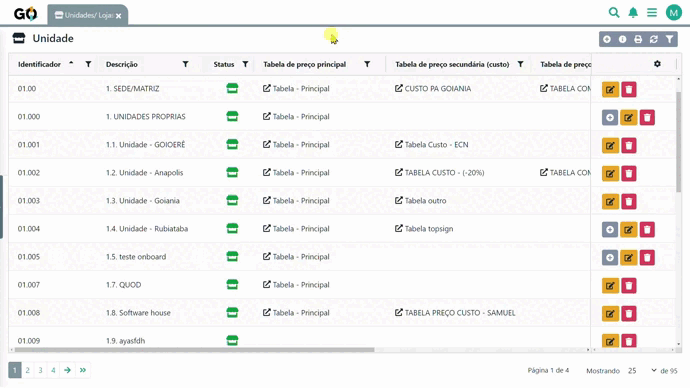 GO Unidades/ Loja: M
Unidade
Identificador Descrição Status Tabela de preço principal Tabela de preço secundária (custo) Tabela de preço
01.00 1. SEDE/MATRIZ Tabela - Principal CUSTO PA GOIANIA TABELA COM
01.000 1. UNIDADES PROPRIAS Tabela - Principal
01.001 1.1. Unidade - GOIOERÊ Tabela - Principal Tabela Custo - ECN
01.002 1.2. Unidade - Anapolis Tabela - Principal TABELA CUSTO - (-20%) TABELA COM
01.003 1.3. Unidade - Goiania Tabela - Principal Tabela outro
01.004 1.4. Unidade - Rubiataba Tabela - Principal Tabela topsign
01.005 1.5. teste onboard Tabela - Principal
01.007 1.7. QUOD Tabela - Principal
01.008 1.8. Software house Tabela - Principal TABELA PREÇO CUSTO - SAMUEL
01.009 1.9. ayasfdh
1 2 3 4 Página 1 de 4 Mostrando 25 de 95